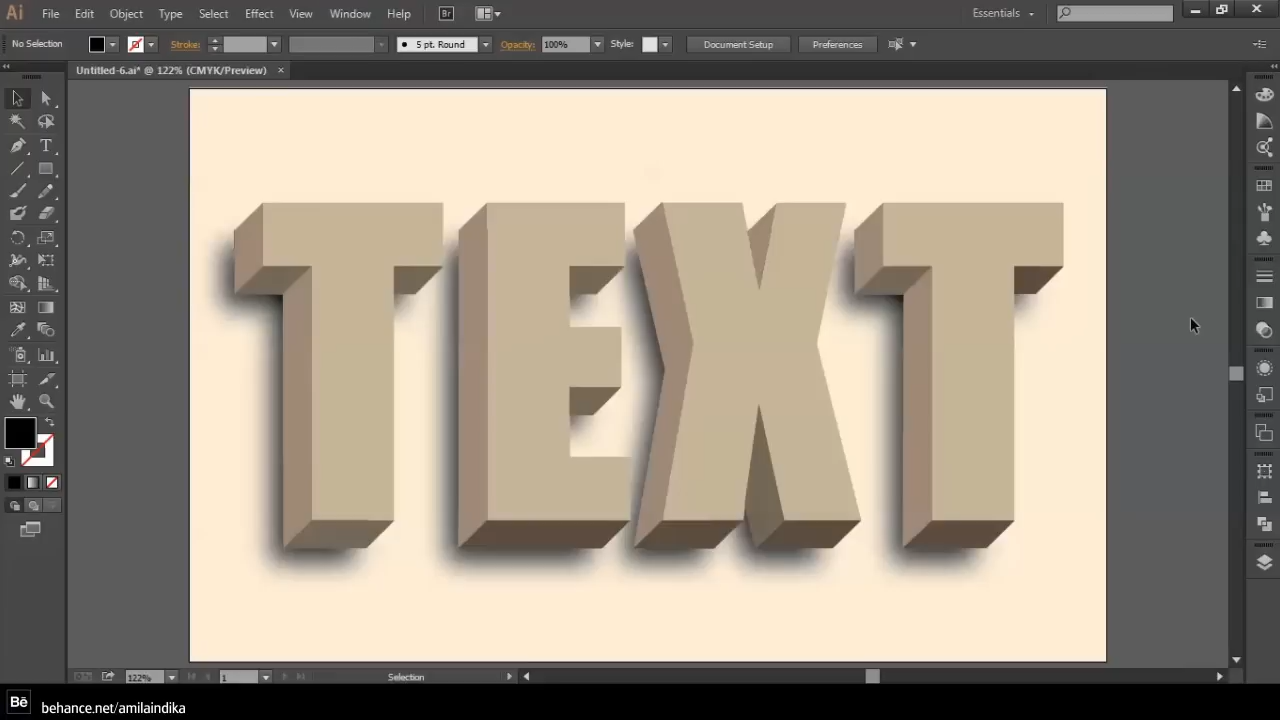 Ai File Edit Object Type Select Effect View Window Help Br Essentials
No Selection Stroke: 5 pt. Round Opacity: 100% Style: Document Setup Preferences
Untitled-6.ai* @ 122% (CMYK/Preview) ×
T
TEXT
122% 1 Selection
Bē behance.net/amilaindika